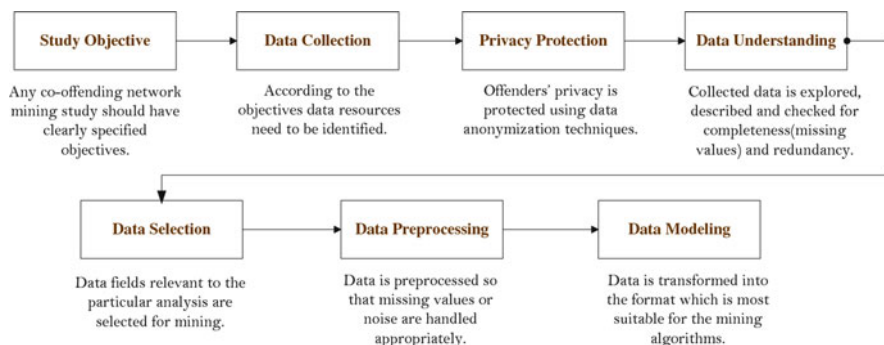 Study Objective
Any co-offending network
mining study should have
clearly specified
objectives.
Data Collection
According to the
objectives data resources
need to be identified.
Privacy Protection
Offenders' privacy is
protected using data
anonymization techniques.
Data Understanding
Collected data is explored,
described and checked for
completeness(missing
values) and redundancy.
Data Selection
Data fields relevant to the
particular analysis are
selected for mining.
Data Preprocessing
Data is preprocessed so
that missing values or
noise are handled
appropriately.
Data Modeling
Data is transformed into
the format which is most
suitable for the mining
algorithms.